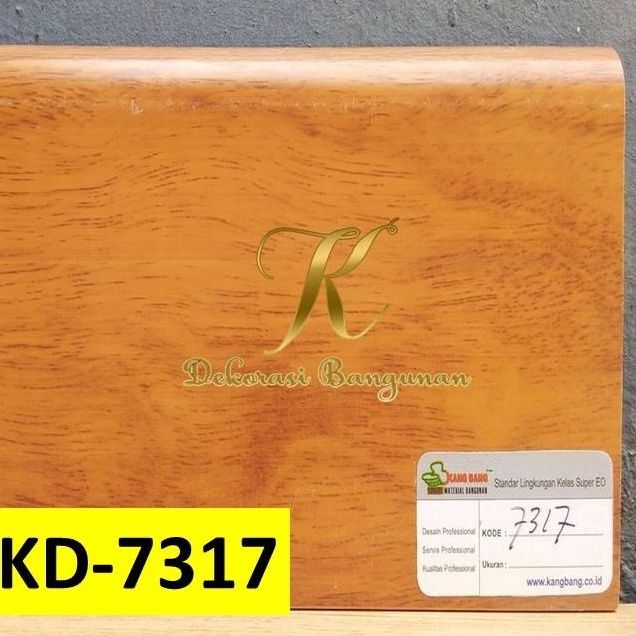 K
Dekorasi Bangunan
KANG BANG
MATERIAL BANGUNAN
Standar Lingkungan Kelas Super EO
Desain Professional
Servis Professional
Kualitas Professional
KODE : 7317
Ukuran :
www.kangbang.co.id
KD-7317